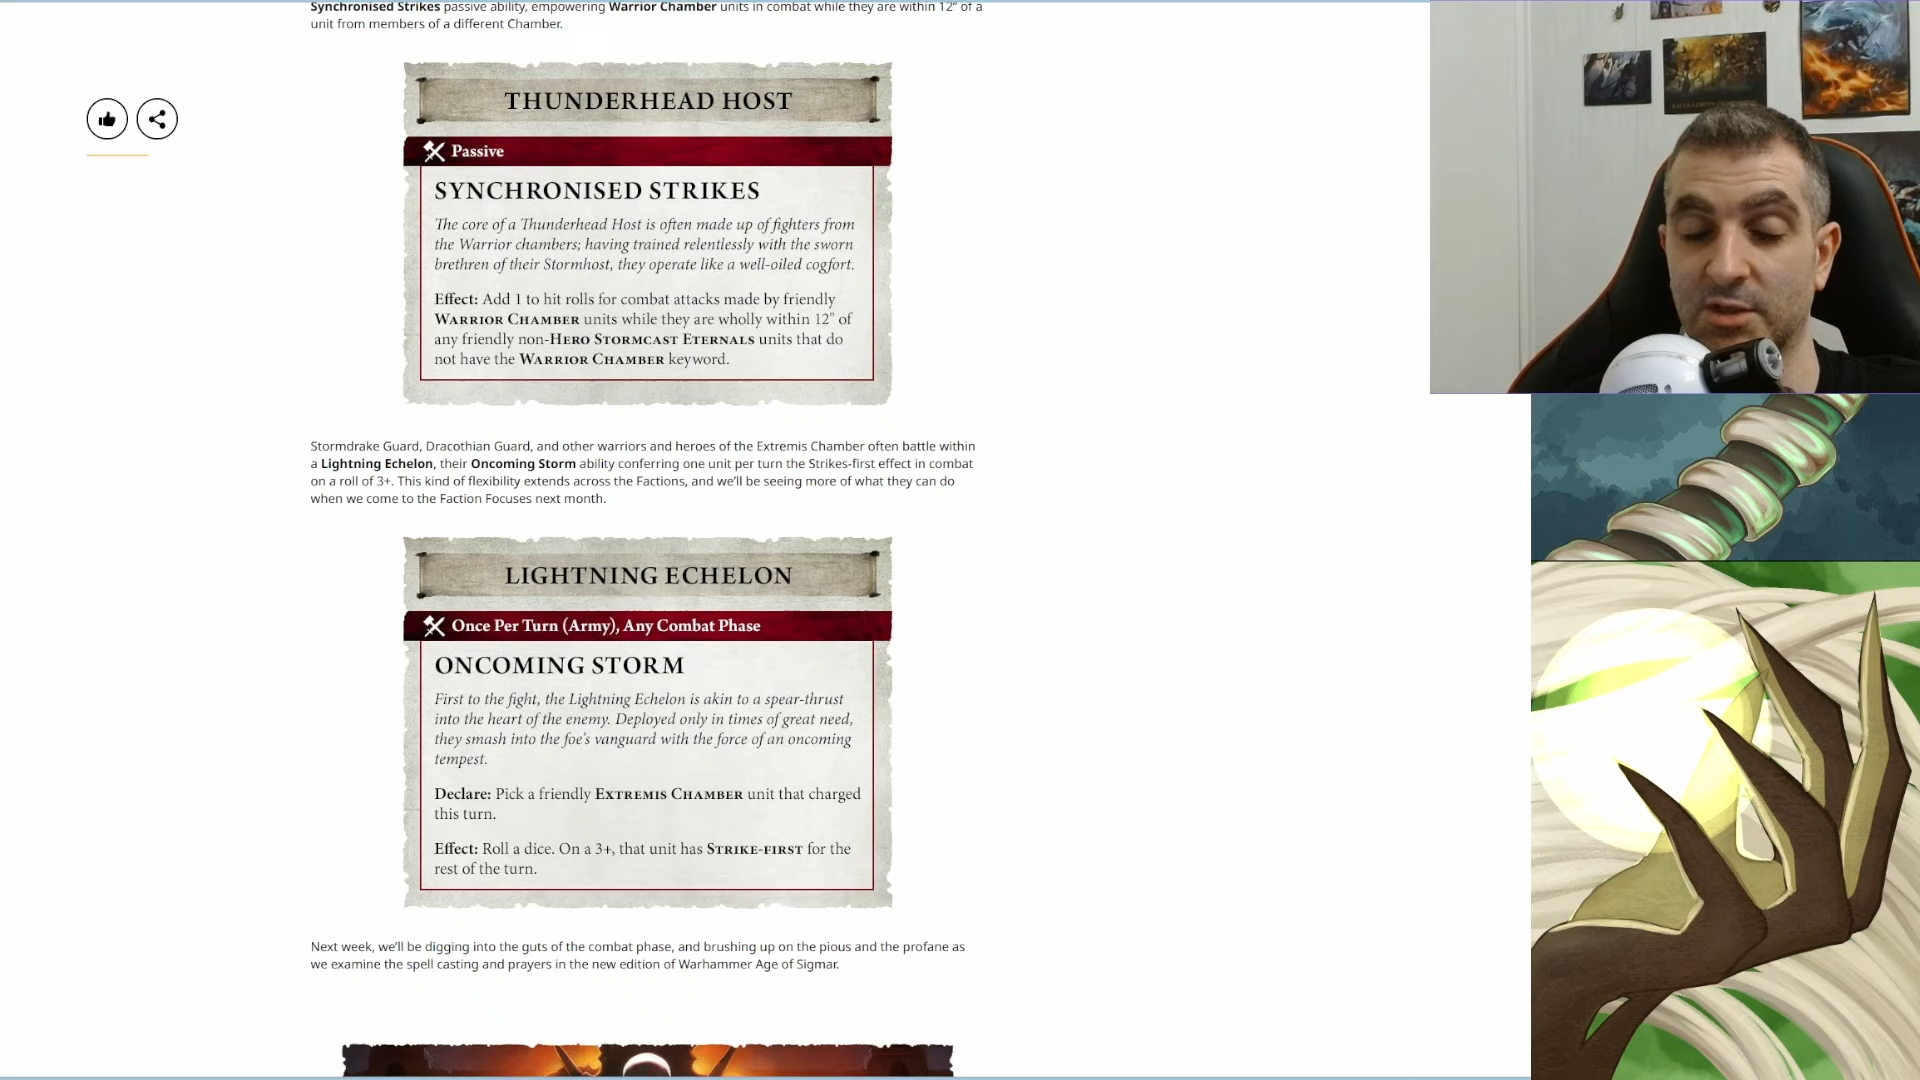 Synchronised Strikes passive ability, empowering Warrior Chamber units in combat while they are within 12" of a
unit from members of a different Chamber.
THUNDERHEAD HOST
Passive
SYNCHRONISED STRIKES
The core of a Thunderhead Host is often made up of fighters from
the Warrior chambers; having trained relentlessly with the sworn
brethren of their Stormhost, they operate like a well-oiled cogfort.
Effect: Add 1 to hit rolls for combat attacks made by friendly
WARRIOR CHAMBER units while they are wholly within 12" of
any friendly non-HERO STORMCAST ETERNALS units that do
not have the WARRIOR CHAMBER keyword.
Stormdrake Guard, Dracothian Guard, and other warriors and heroes of the Extremis Chamber often battle within
a Lightning Echelon, their Oncoming Storm ability conferring one unit per turn the Strikes-first effect in combat
on a roll of 3+. This kind of flexibility extends across the Factions, and we'll be seeing more of what they can do
when we come to the Faction Focuses next month.
LIGHTNING ECHELON
Once Per Turn (Army), Any Combat Phase
ONCOMING STORM
First to the fight, the Lightning Echelon is akin to a spear-thrust
into the heart of the enemy. Deployed only in times of great need,
they smash into the foe's vanguard with the force of an oncoming
tempest.
Declare: Pick a friendly EXTREMIS CHAMBER unit that charged
this turn.
Effect: Roll a dice. On a 3+, that unit has STRIKE-FIRST for the
rest of the turn.
Next week, we'll be digging into the guts of the combat phase, and brushing up on the pious and the profane as
we examine the spell casting and prayers in the new edition of Warhammer Age of Sigmar.